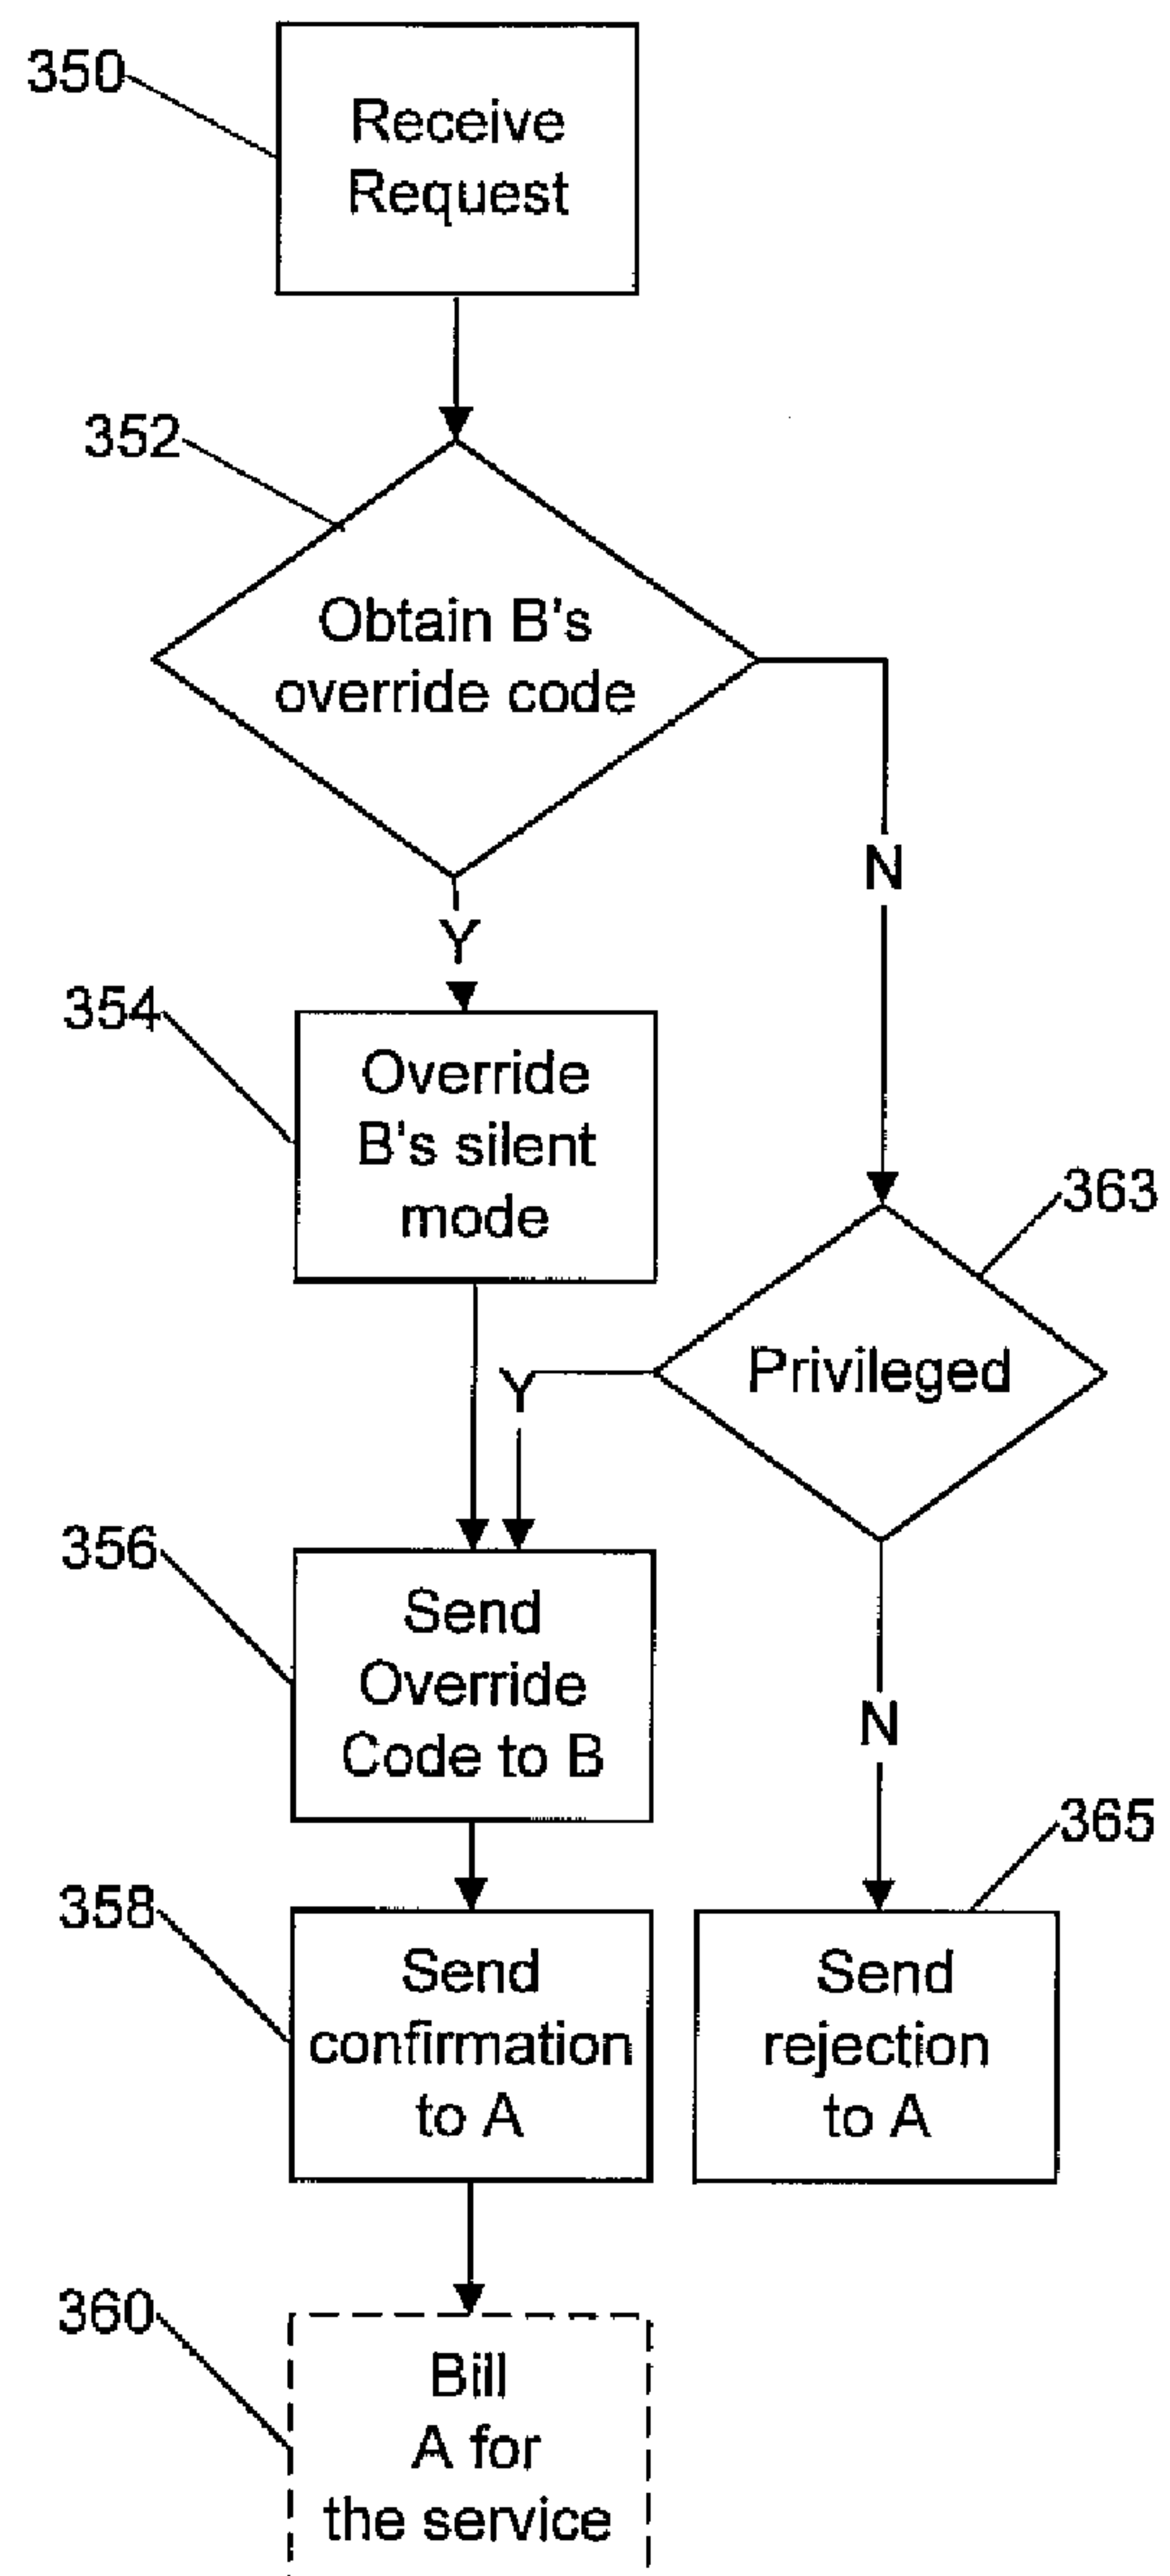 350
Receive
Request
352
Obtain B's
override code
N
Y
354
Override
B's silent
mode
363
Privileged
Y
356
Send
Override
Code to B
N
365
358
Send
confirmation
to A
Send
rejection
to A
360
Bill
A for
the service